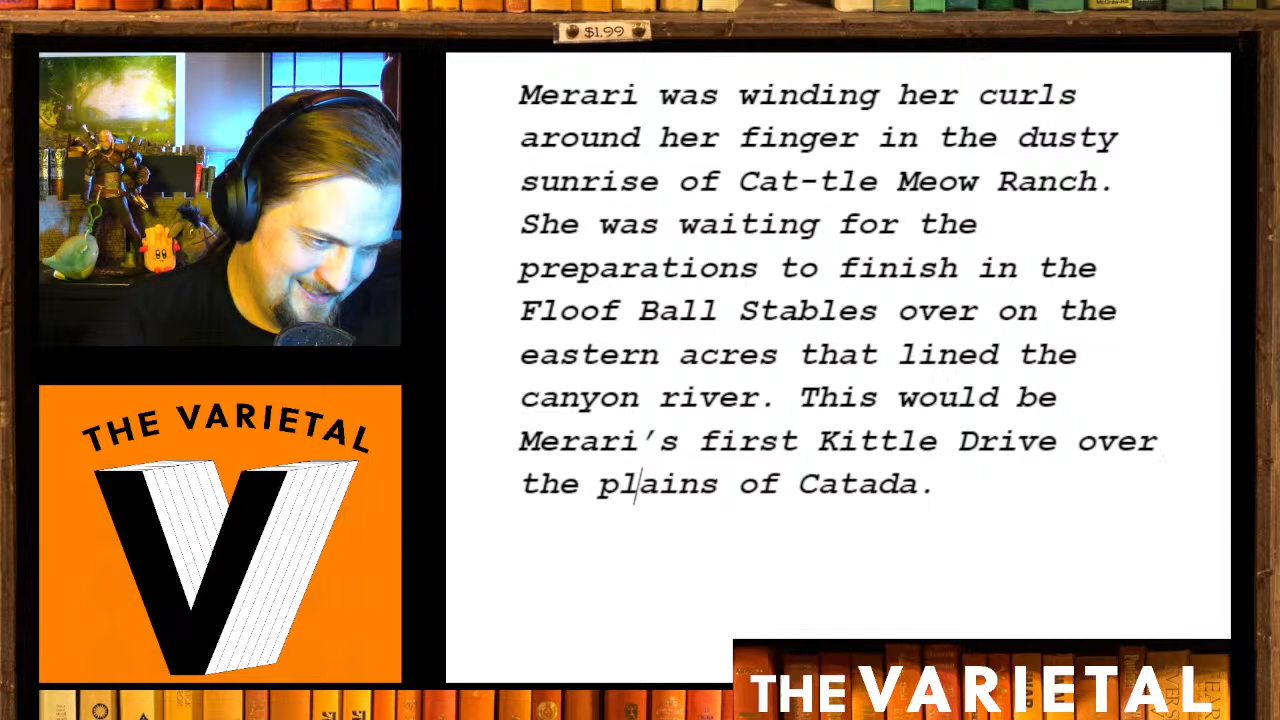 $1.99
Merari was winding her curls
around her finger in the dusty
sunrise of Cat-tle Meow Ranch.
She was waiting for the
preparations to finish in the
Floof Ball Stables over on the
eastern acres that lined the
canyon river. This would be
Merari’s first Kittle Drive over
the plains of Catada.
THE VARIETAL
V
THE VARIETAL